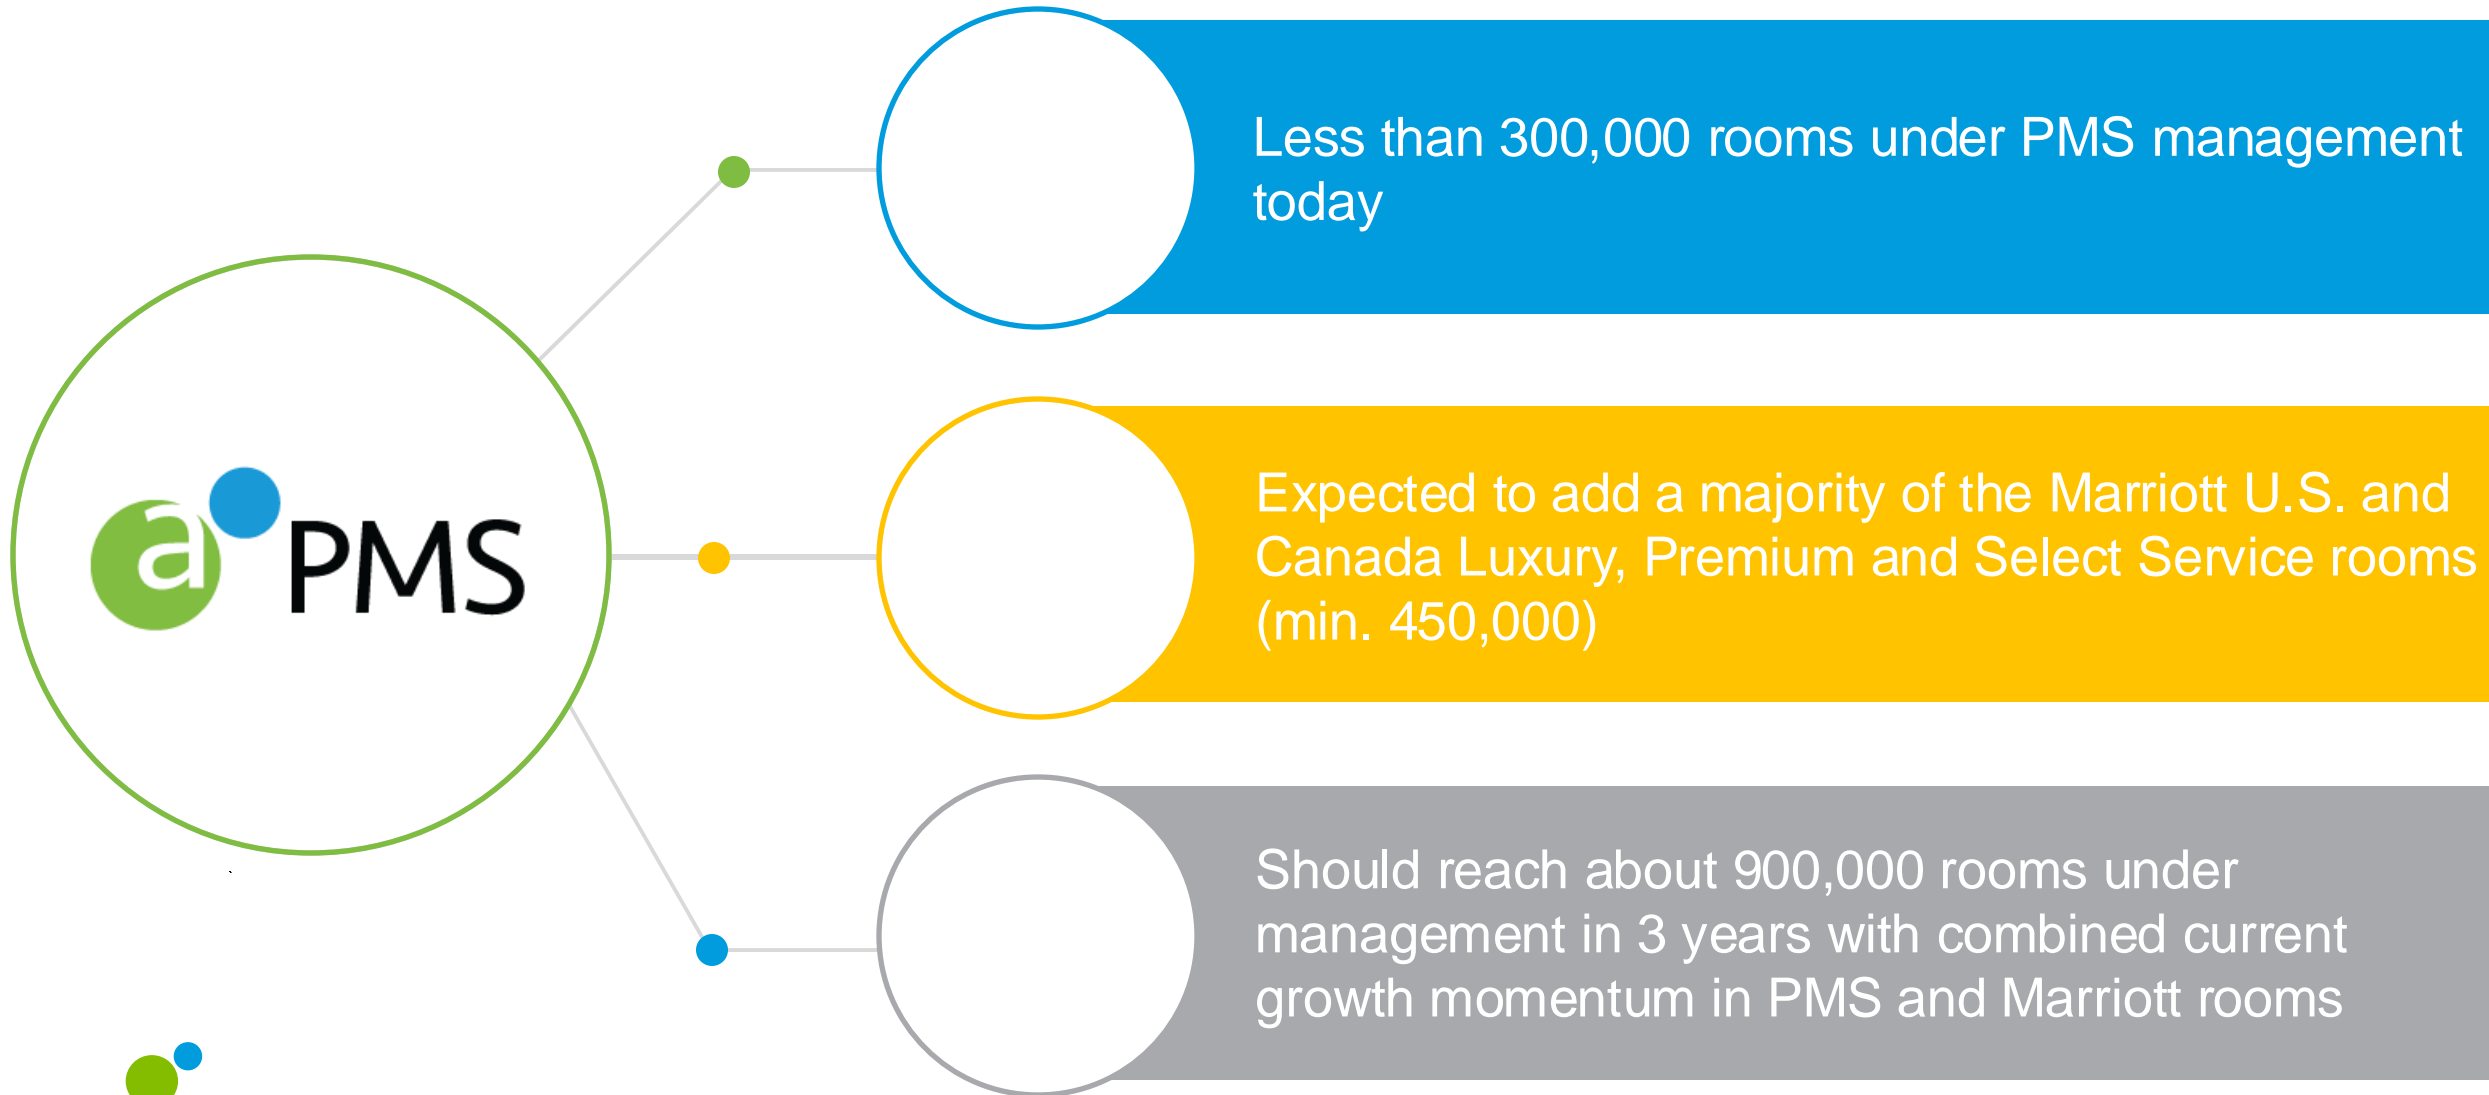 a PMS
Less than 300,000 rooms under PMS management
today
Expected to add a majority of the Marriott U.S. and
Canada Luxury, Premium and Select Service rooms
(min. 450,000)
Should reach about 900,000 rooms under
management in 3 years with combined current
growth momentum in PMS and Marriott rooms